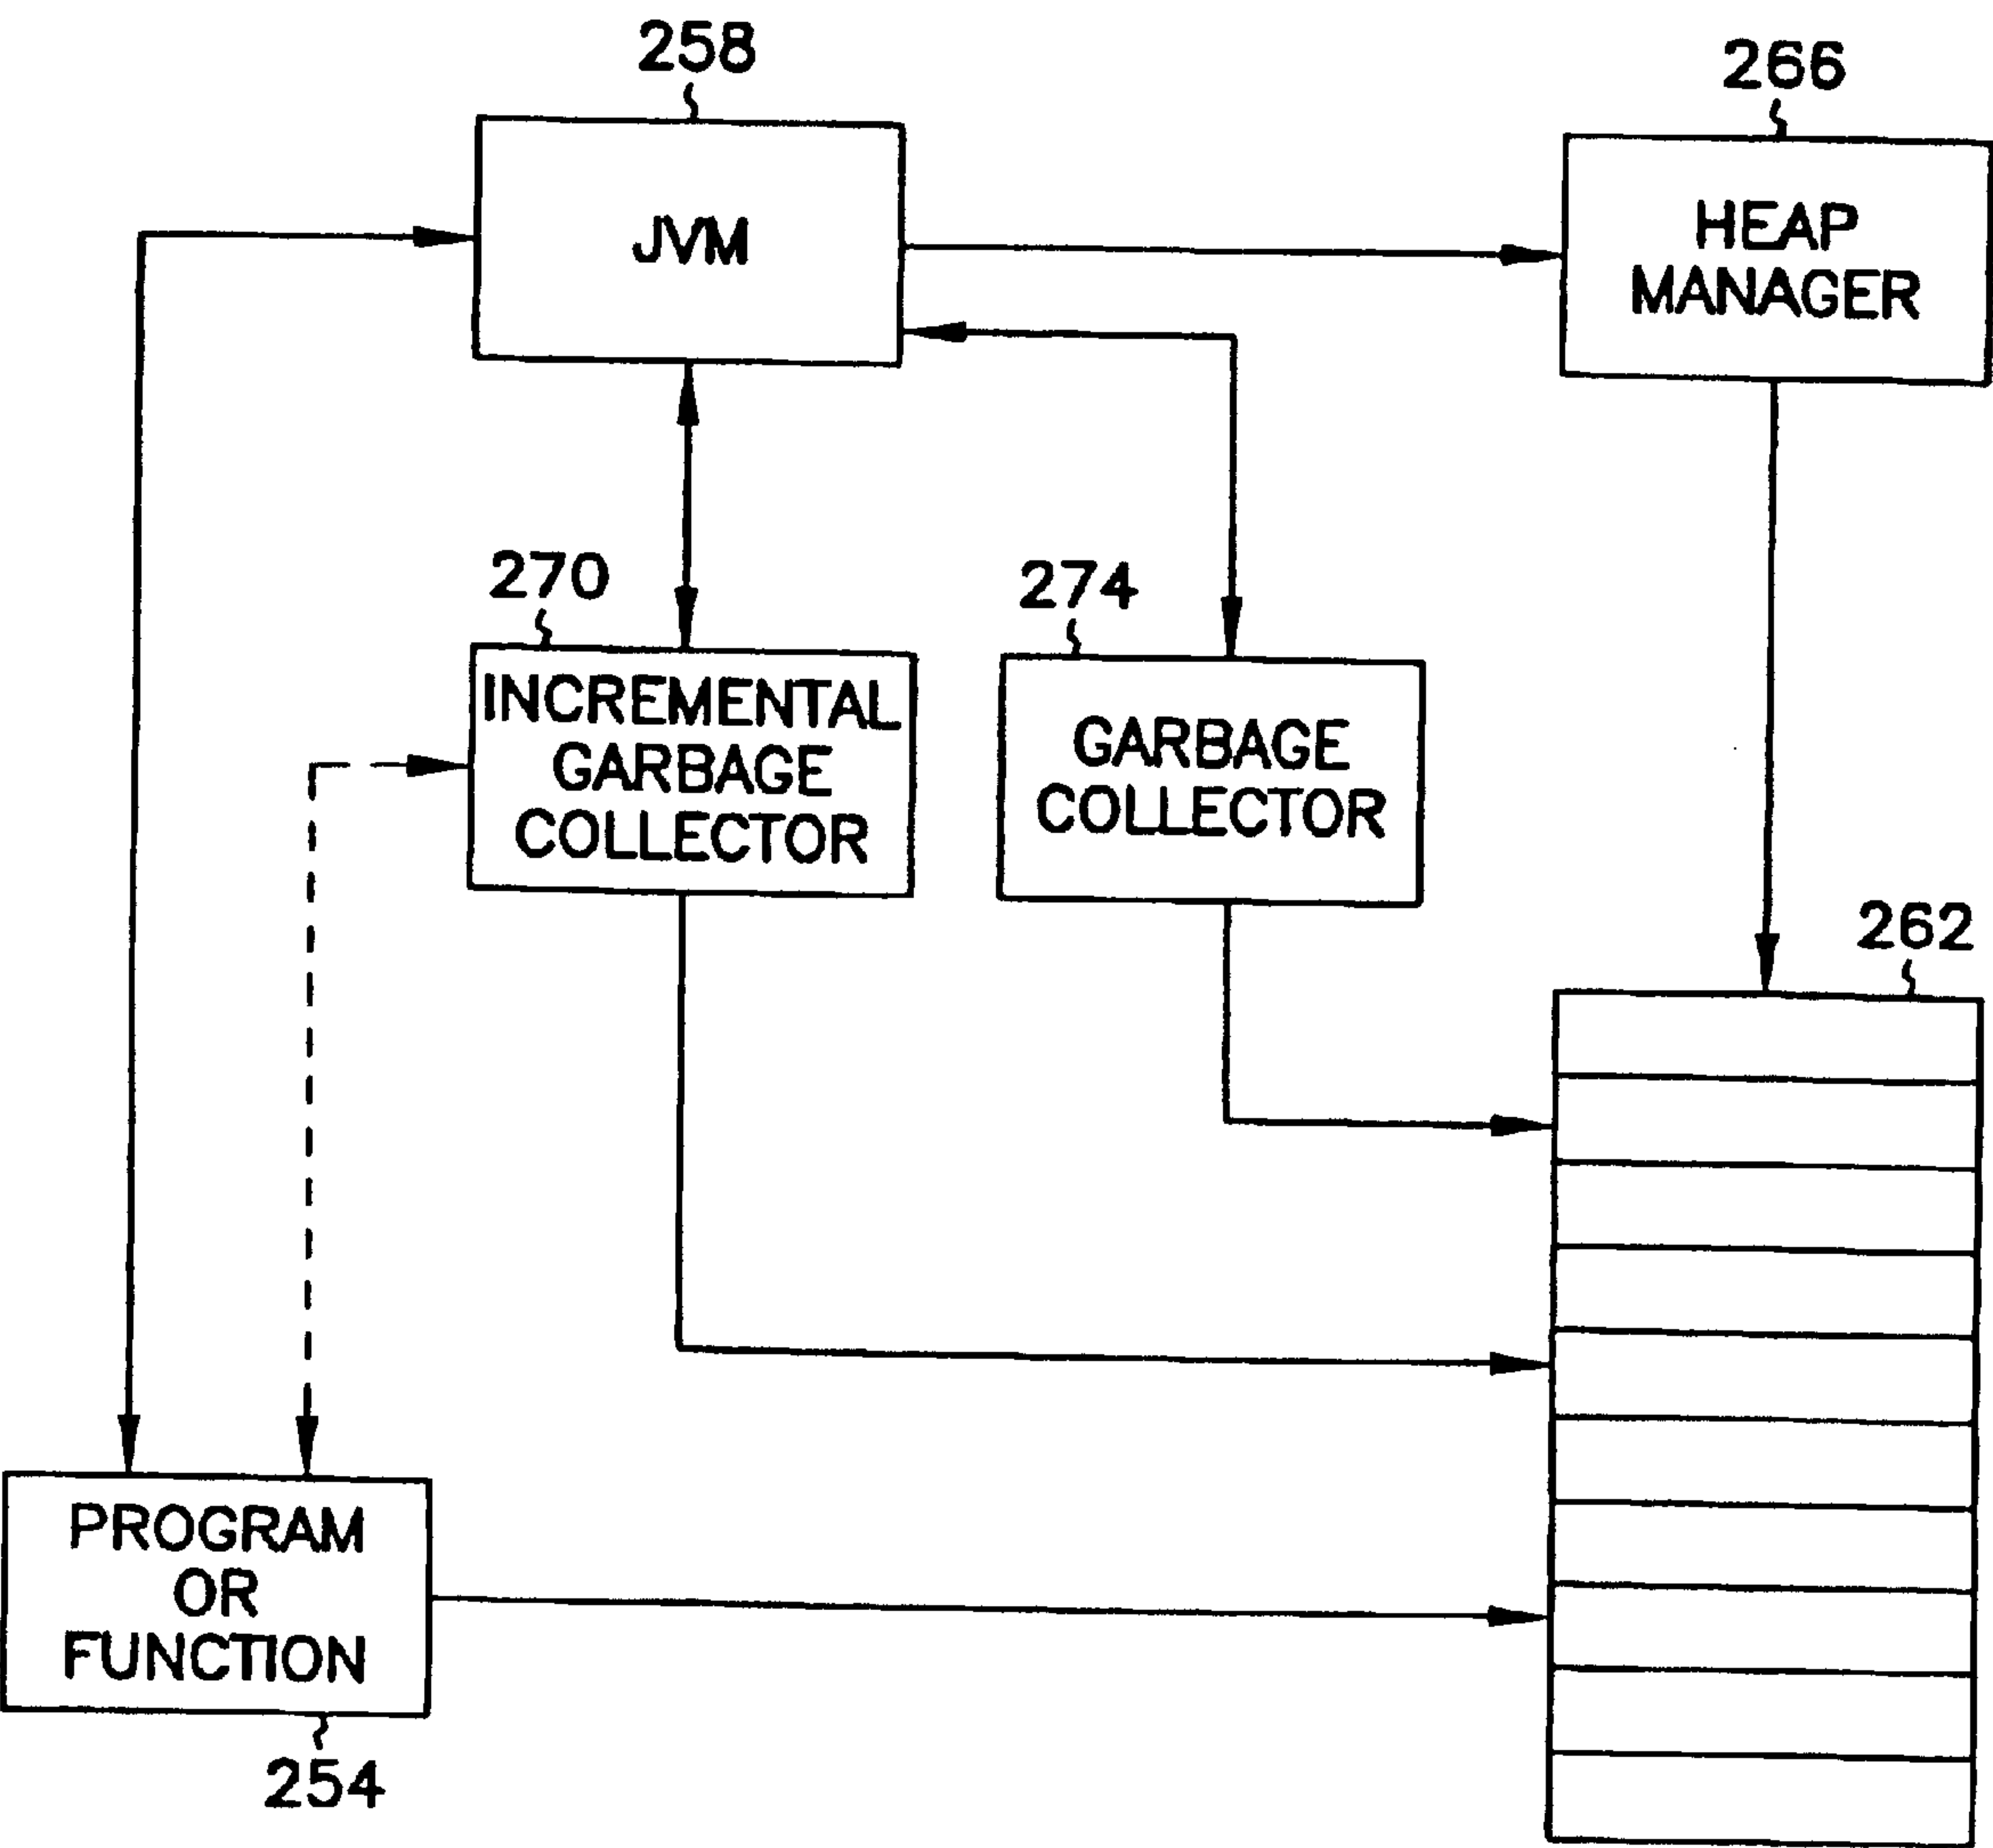 258
266
JVM
HEAP
MANAGER
270
274
INCREMENTAL
GARBAGE
COLLECTOR
GARBAGE
COLLECTOR
262
PROGRAM
OR
FUNCTION
254